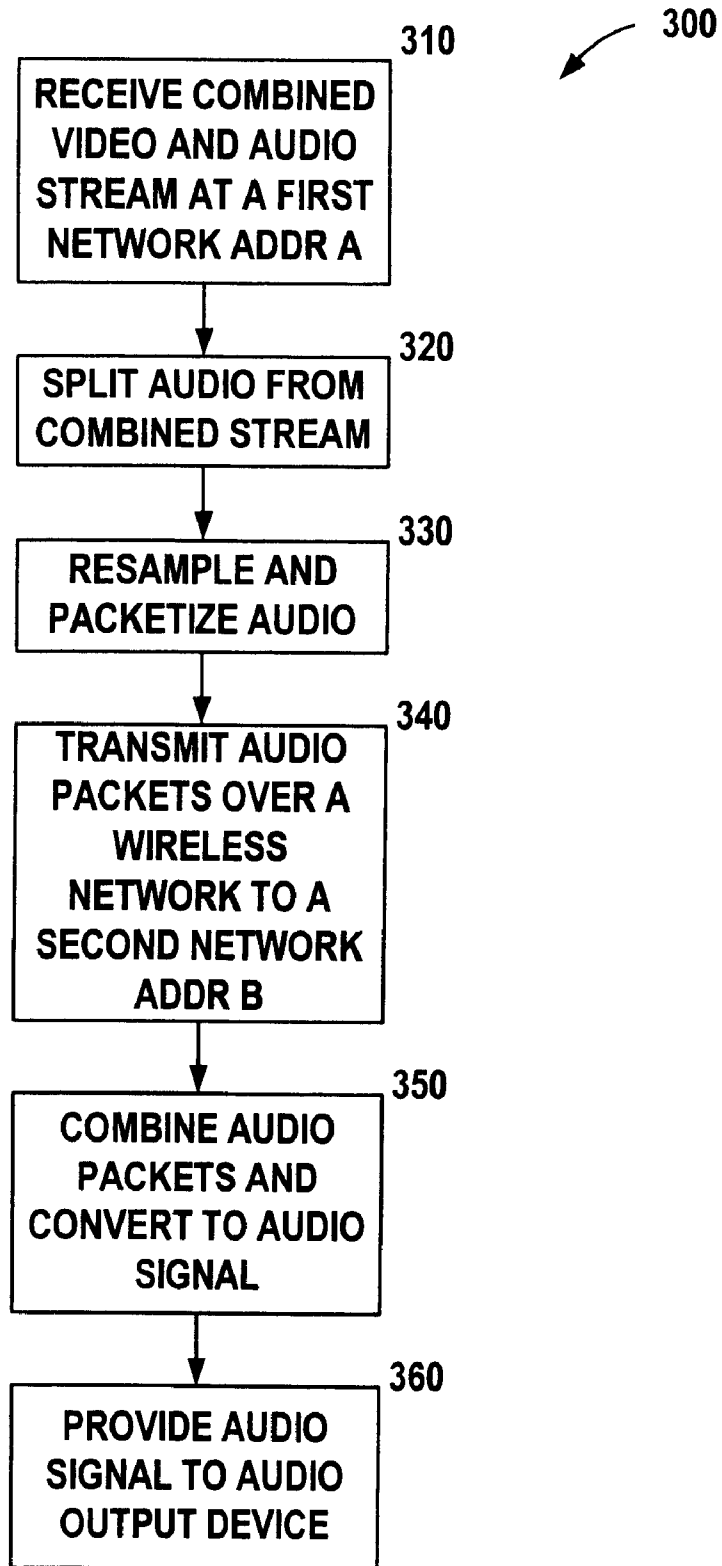 300
310
RECEIVE COMBINED
VIDEO AND AUDIO
STREAM AT A FIRST
NETWORK ADDR A
320
SPLIT AUDIO FROM
COMBINED STREAM
330
RESAMPLE AND
PACKETIZE AUDIO
340
TRANSMIT AUDIO
PACKETS OVER A
WIRELESS
NETWORK TO A
SECOND NETWORK
ADDR B
350
COMBINE AUDIO
PACKETS AND
CONVERT TO AUDIO
SIGNAL
360
PROVIDE AUDIO
SIGNAL TO AUDIO
OUTPUT DEVICE